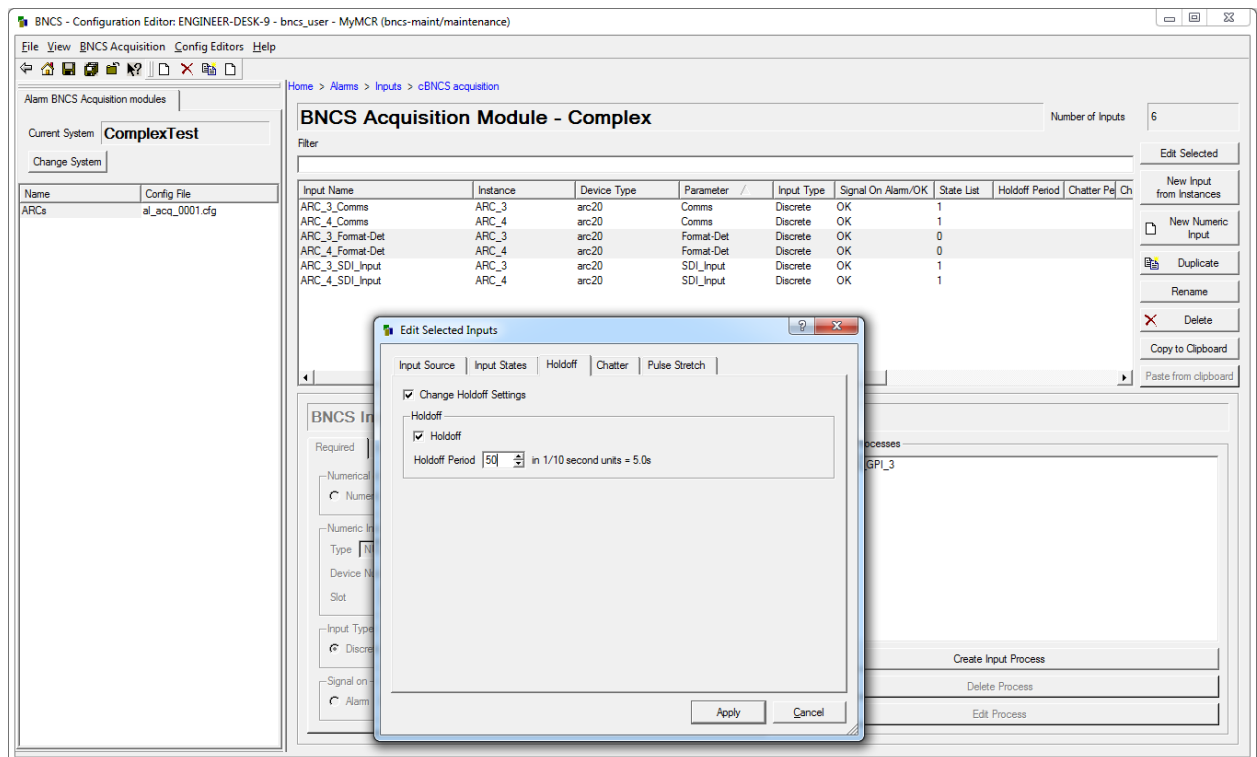 BNCS - Configuration Editor: ENGINEER-DESK-9 - bncs_user - MyMCR (bncs-maint/maintenance)
File View BNCS Acquisition Config Editors Help
Home > Alarms > Inputs > cBNCS acquisition
Alarm BNCS Acquisition modules
Current System ComplexTest
Change System
Name Config File
ARCs al_acq_0001.cfg
BNCS Acquisition Module - Complex
Number of Inputs 6
Filter
Input Name Instance Device Type Parameter Input Type Signal On Alarm/OK State List Holdoff Period Chatter Pe Ch
ARC_3_Comms ARC_3 arc20 Comms Discrete OK 1
ARC_4_Comms ARC_4 arc20 Comms Discrete OK 1
ARC_3_Format-Det ARC_3 arc20 Format-Det Discrete OK 0
ARC_4_Format-Det ARC_4 arc20 Format-Det Discrete OK 0
ARC_3_SDI_Input ARC_3 arc20 SDI_Input Discrete OK 1
ARC_4_SDI_Input ARC_4 arc20 SDI_Input Discrete OK 1
Edit Selected
New Input
from Instances
New Numeric
Input
Duplicate
Rename
Delete
Copy to Clipboard
Paste from clipboard
Edit Selected Inputs
Input Source Input States Holdoff Chatter Pulse Stretch
Change Holdoff Settings
Holdoff
Holdoff
Holdoff Period 50 in 1/10 second units = 5.0s
Apply Cancel
BNCS In
Required
Numerical
Numer
Numeric In
Type N
Device Nu
Slot
Input Type
Discre
Signal on
Alarm
ocesses
_GPI_3
Create Input Process
Delete Process
Edit Process